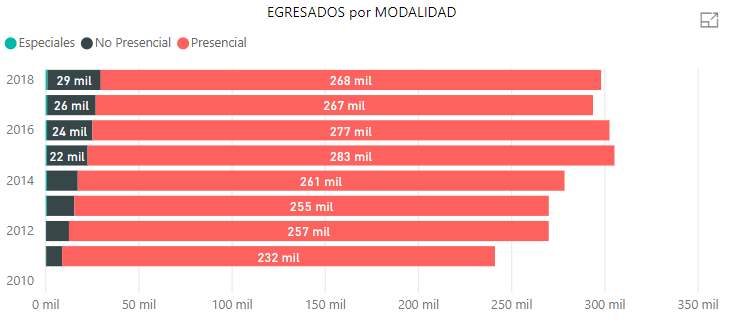 EGRESADOS por MODALIDAD
Especiales No Presencial Presencial
2018 29 mil 268 mil
26 mil 267 mil
2016 24 mil 277 mil
22 mil 283 mil
2014 261 mil
255 mil
2012 257 mil
232 mil
2010
0 mil 50 mil 100 mil 150 mil 200 mil 250 mil 300 mil 350 mil